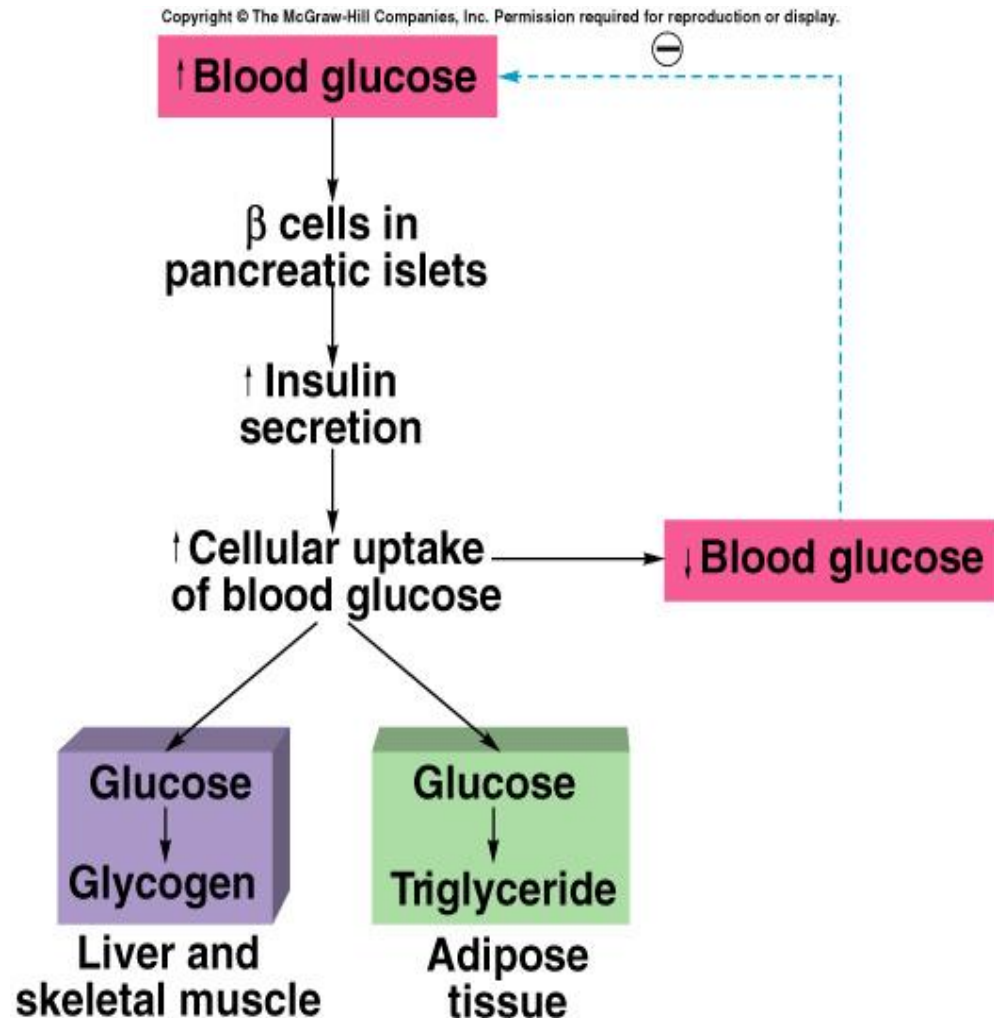 Copyright © The McGraw-Hill Companies, Inc. Permission required for reproduction or display.
↑ Blood glucose
⊖
β cells in
pancreatic islets
↑ Insulin
secretion
↑ Cellular uptake
of blood glucose
↓ Blood glucose
Glucose
Glycogen
Liver and
skeletal muscle
Glucose
Triglyceride
Adipose
tissue